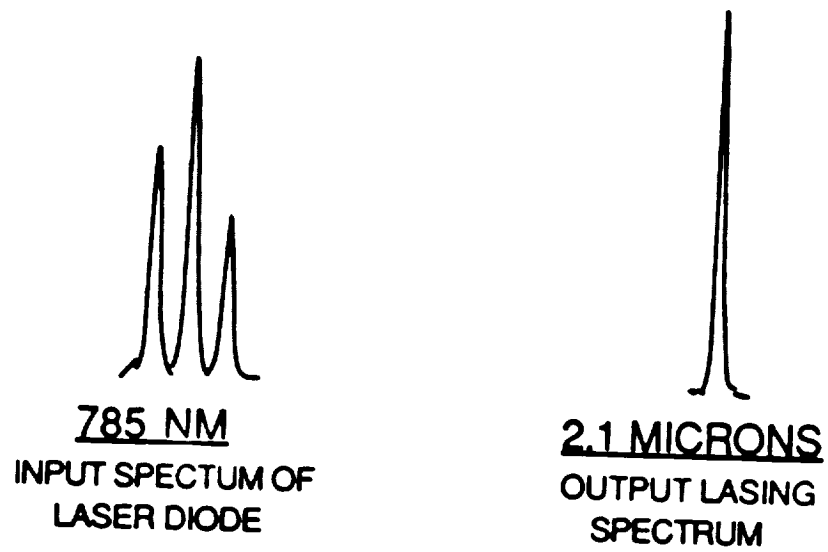 785 NM
INPUT SPECTUM OF
LASER DIODE
2.1 MICRONS
OUTPUT LASING
SPECTRUM